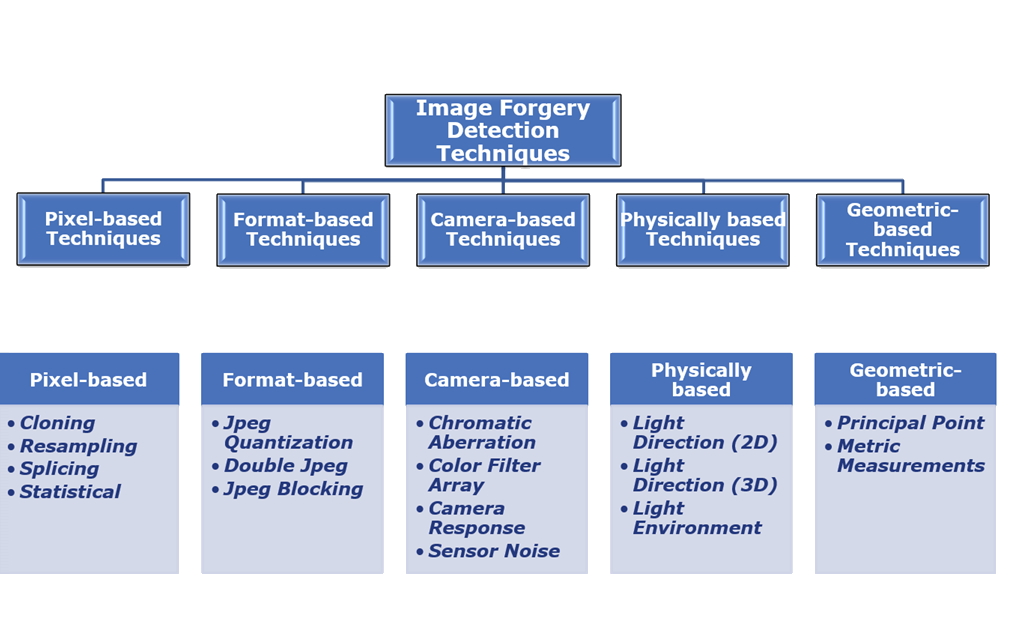 Image Forgery
Detection
Techniques
Pixel-based
Techniques
Format-based
Techniques
Camera-based
Techniques
Physically based
Techniques
Geometric-
based
Techniques
Pixel-based
• Cloning
• Resampling
• Splicing
• Statistical
Format-based
• Jpeg
Quantization
• Double Jpeg
• Jpeg Blocking
Camera-based
• Chromatic
Aberration
• Color Filter
Array
• Camera
Response
• Sensor Noise
Physically
based
• Light
Direction (2D)
• Light
Direction (3D)
• Light
Environment
Geometric-
based
• Principal Point
• Metric
Measurements